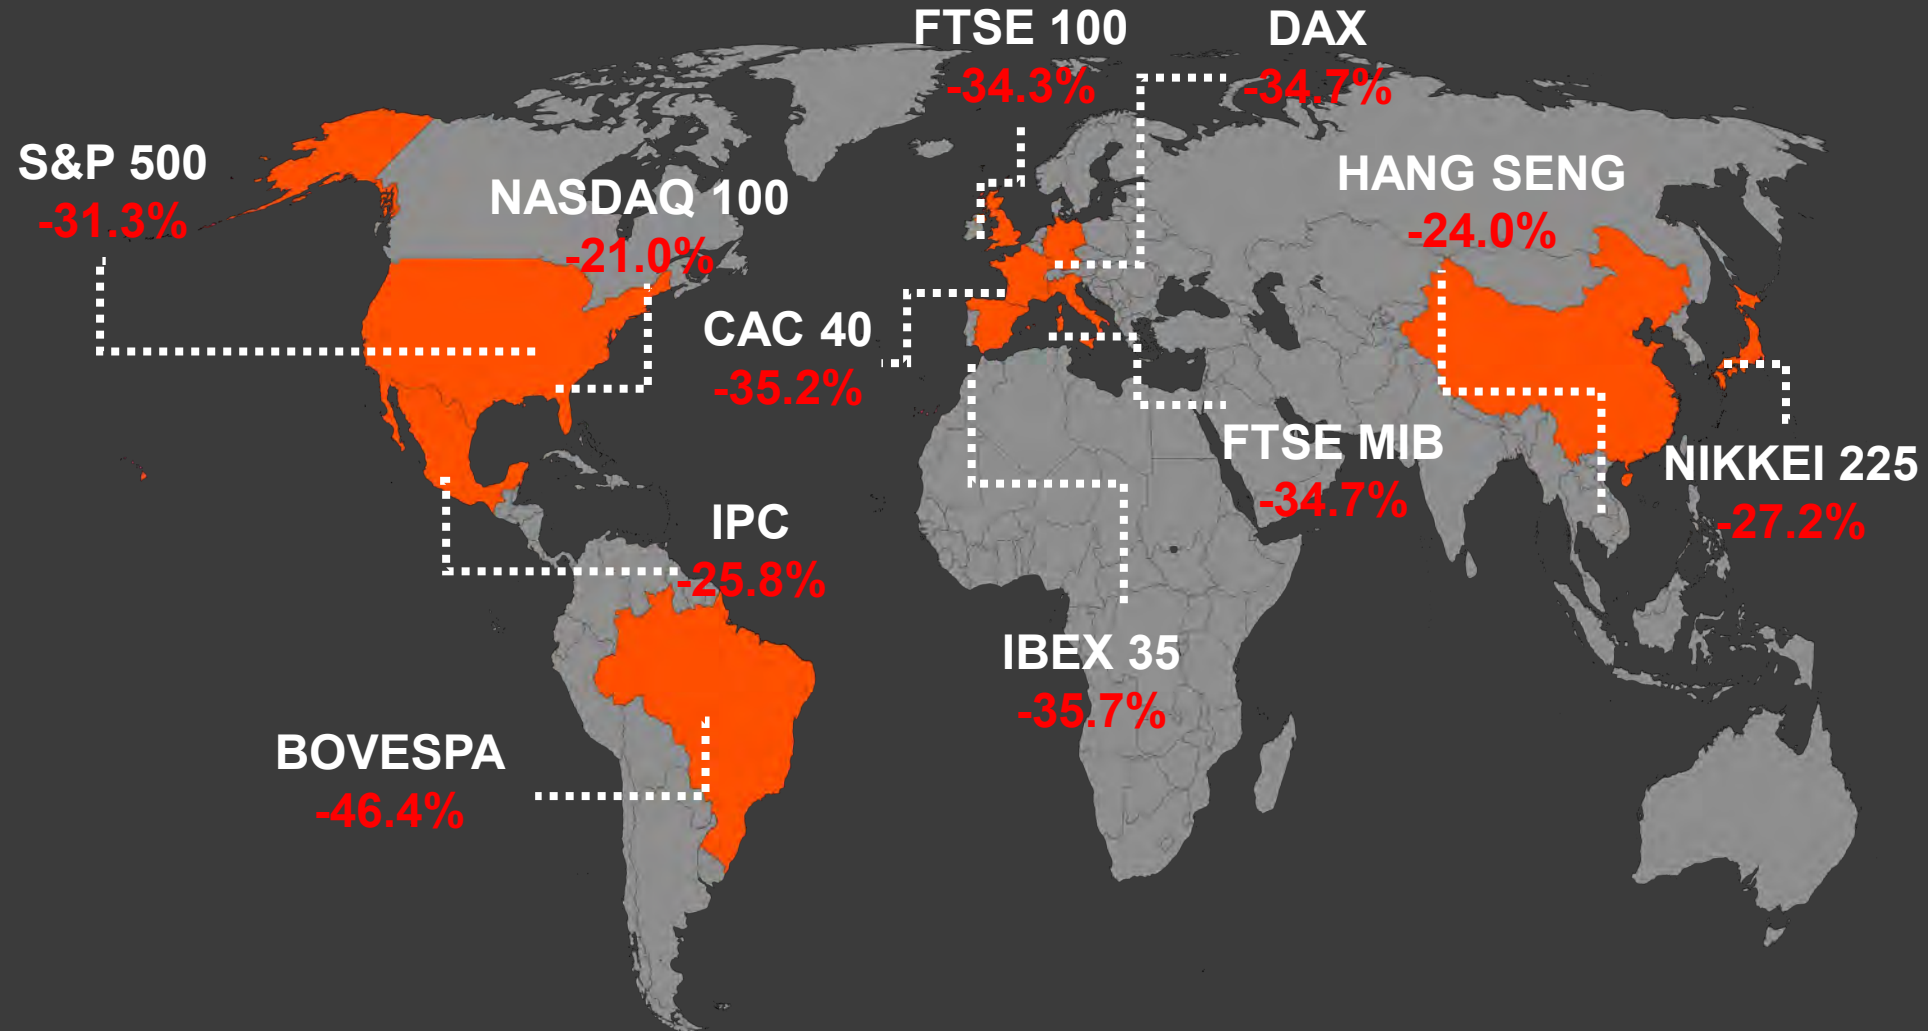 FTSE 100
-34.3%
DAX
-34.7%
S&P 500
-31.3%
NASDAQ 100
-21.0%
HANG SENG
-24.0%
CAC 40
-35.2%
FTSE MIB
-34.7%
NIKKEI 225
-27.2%
IPC
-25.8%
IBEX 35
-35.7%
BOVESPA
-46.4%